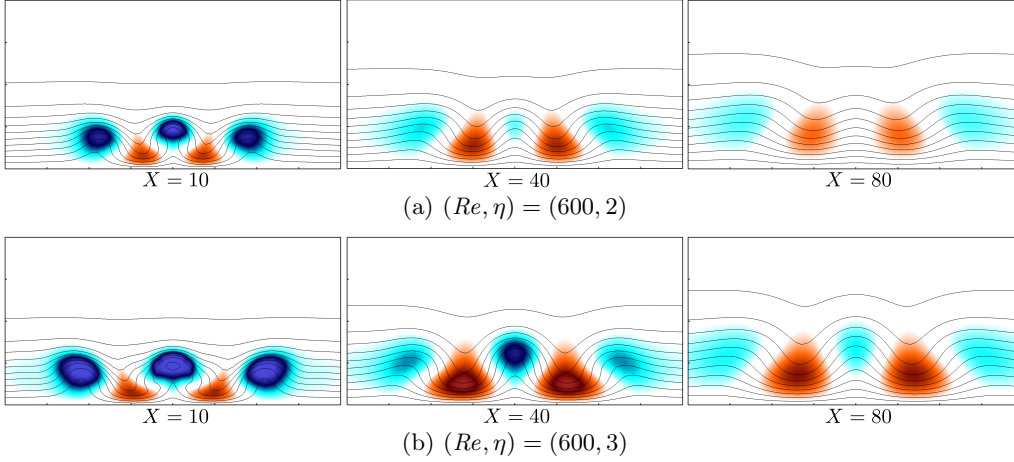 X = 10
X = 40
X = 80
(a) (Re, η) = (600, 2)
X = 10
X = 40
X = 80
(b) (Re, η) = (600, 3)